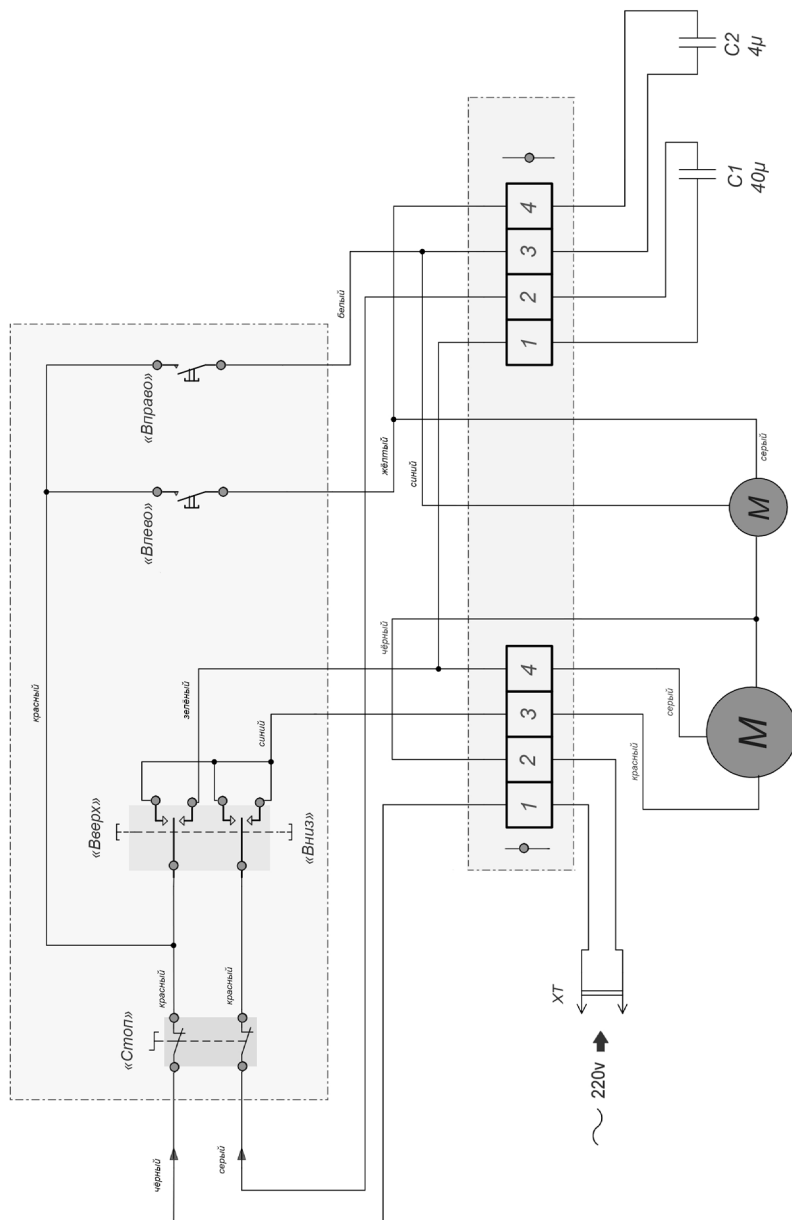 C2
4µ
C1
40µ
4
3
2
1
белый
«Вправо»
жёлтый
синий
серый
«Влево»
М
чёрный
красный
зелёный
синий
4
3
2
1
серый
красный
М
«Вверх»
«Вниз»
красный
красный
«Стоп»
XT
220v
чёрный
серый